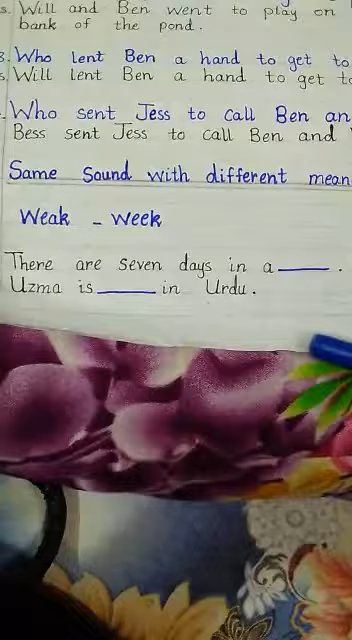 s. Will and Ben went to play on
bank of the pond.
Who lent Ben a hand to get to
Will lent Ben a hand to get to
Who sent Jess to call Ben an
Bess sent Jess to call Ben and
Same Sound with different mean
Weak - Week
There are seven days in a ____ .
Uzma is ____ in Urdu.